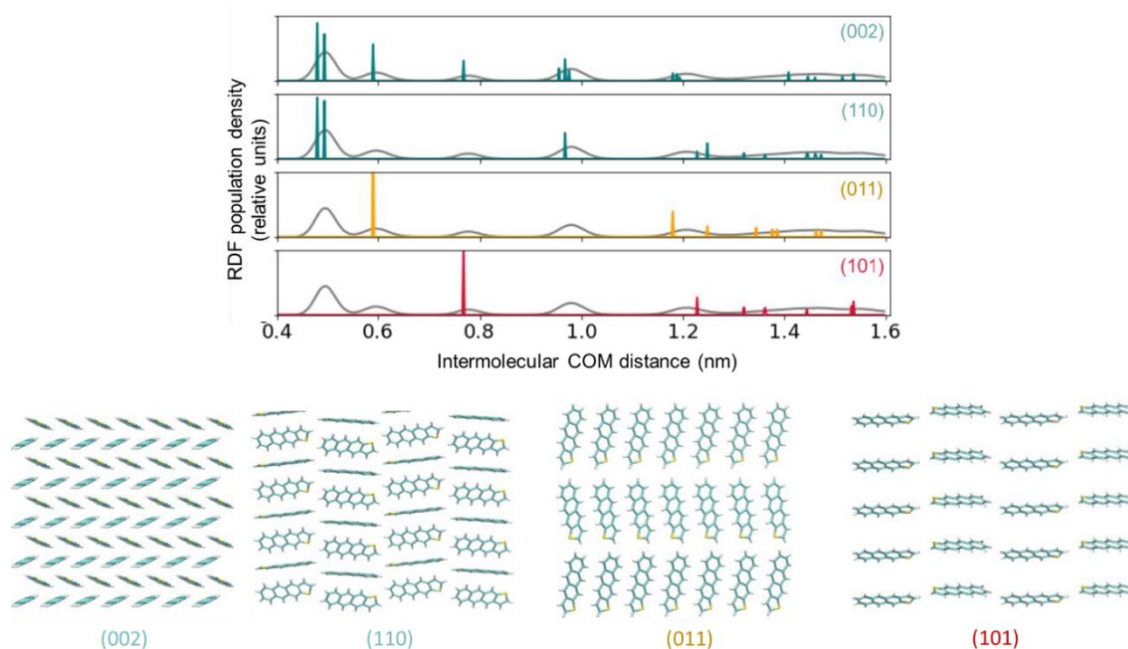 (002)
(110)
(011)
(101)
RDF population density
(relative units)
0.4 0.6 0.8 1.0 1.2 1.4 1.6
Intermolecular COM distance (nm)
(002) (110) (011) (101)